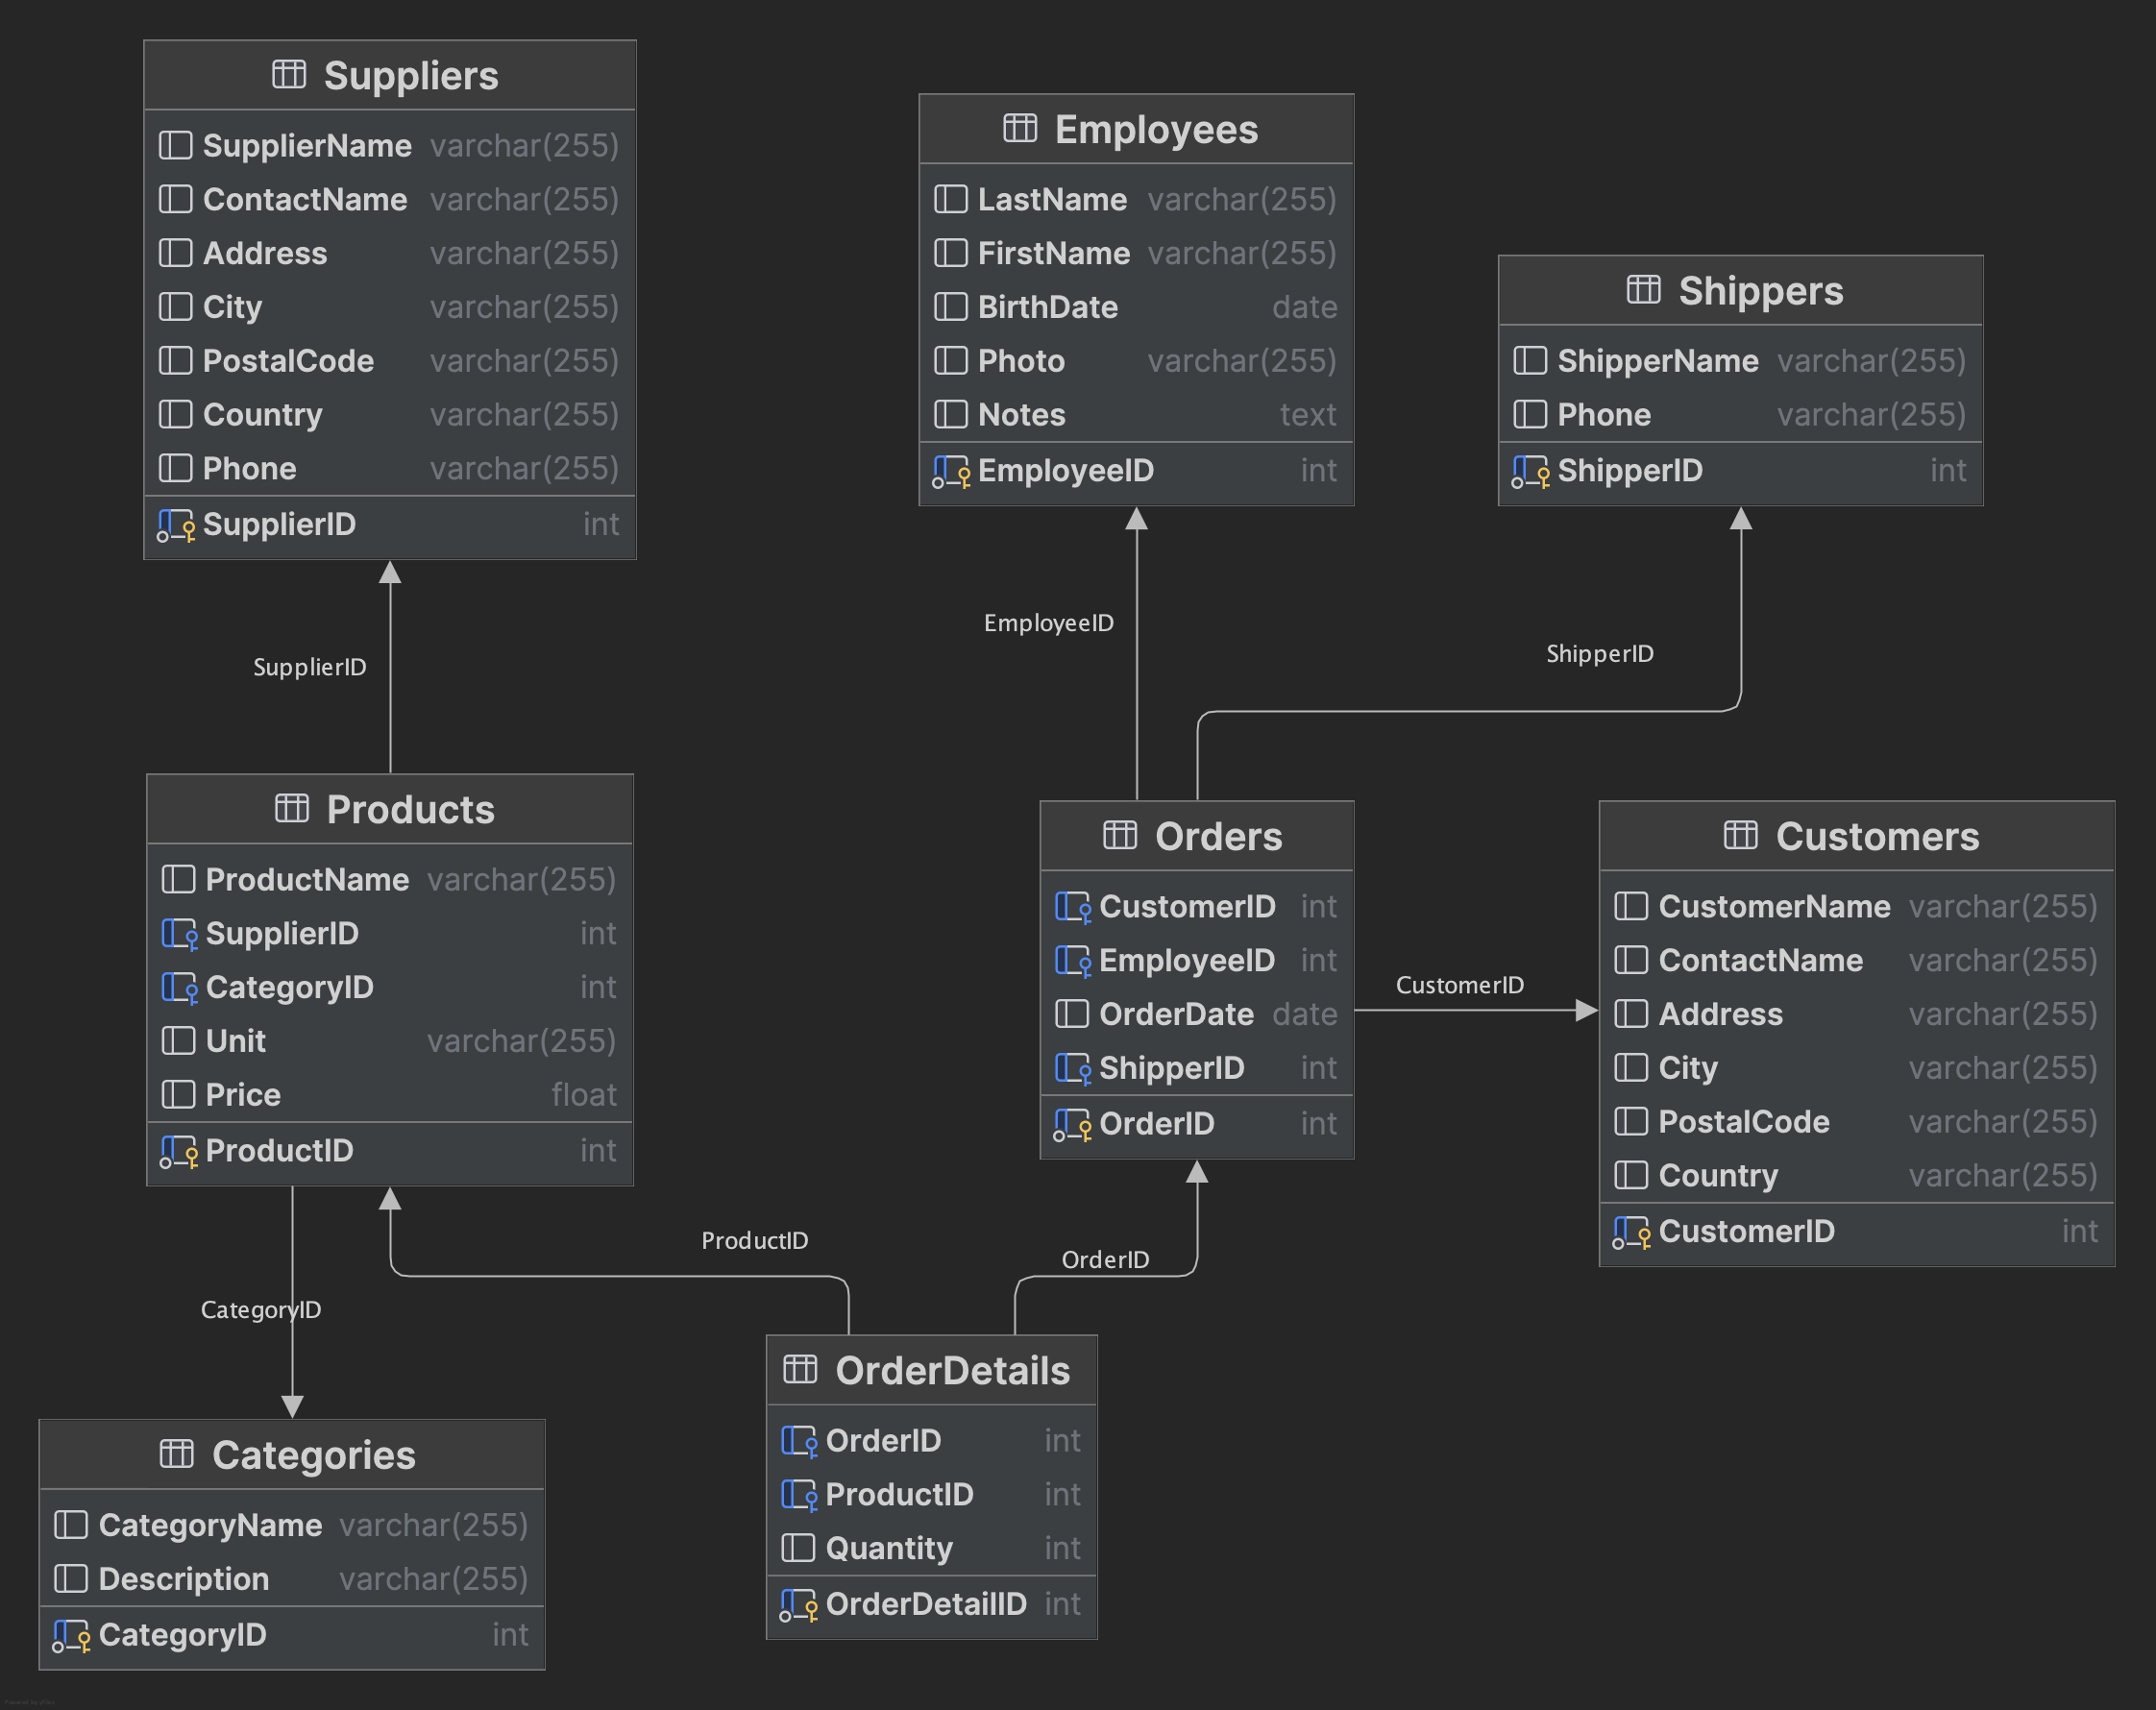 Suppliers
SupplierName varchar(255)
ContactName varchar(255)
Address varchar(255)
City varchar(255)
PostalCode varchar(255)
Country varchar(255)
Phone varchar(255)
SupplierID int
Employees
LastName varchar(255)
FirstName varchar(255)
BirthDate date
Photo varchar(255)
Notes text
EmployeeID int
Shippers
ShipperName varchar(255)
Phone varchar(255)
ShipperID int
SupplierID
EmployeeID
ShipperID
Products
ProductName varchar(255)
SupplierID int
CategoryID int
Unit varchar(255)
Price float
ProductID int
Orders
CustomerID int
EmployeeID int
OrderDate date
ShipperID int
OrderID int
CustomerID
Customers
CustomerName varchar(255)
ContactName varchar(255)
Address varchar(255)
City varchar(255)
PostalCode varchar(255)
Country varchar(255)
CustomerID int
ProductID
OrderID
CategoryID
Categories
CategoryName varchar(255)
Description varchar(255)
CategoryID int
OrderDetails
OrderID int
ProductID int
Quantity int
OrderDetailID int
Powered by yFiles